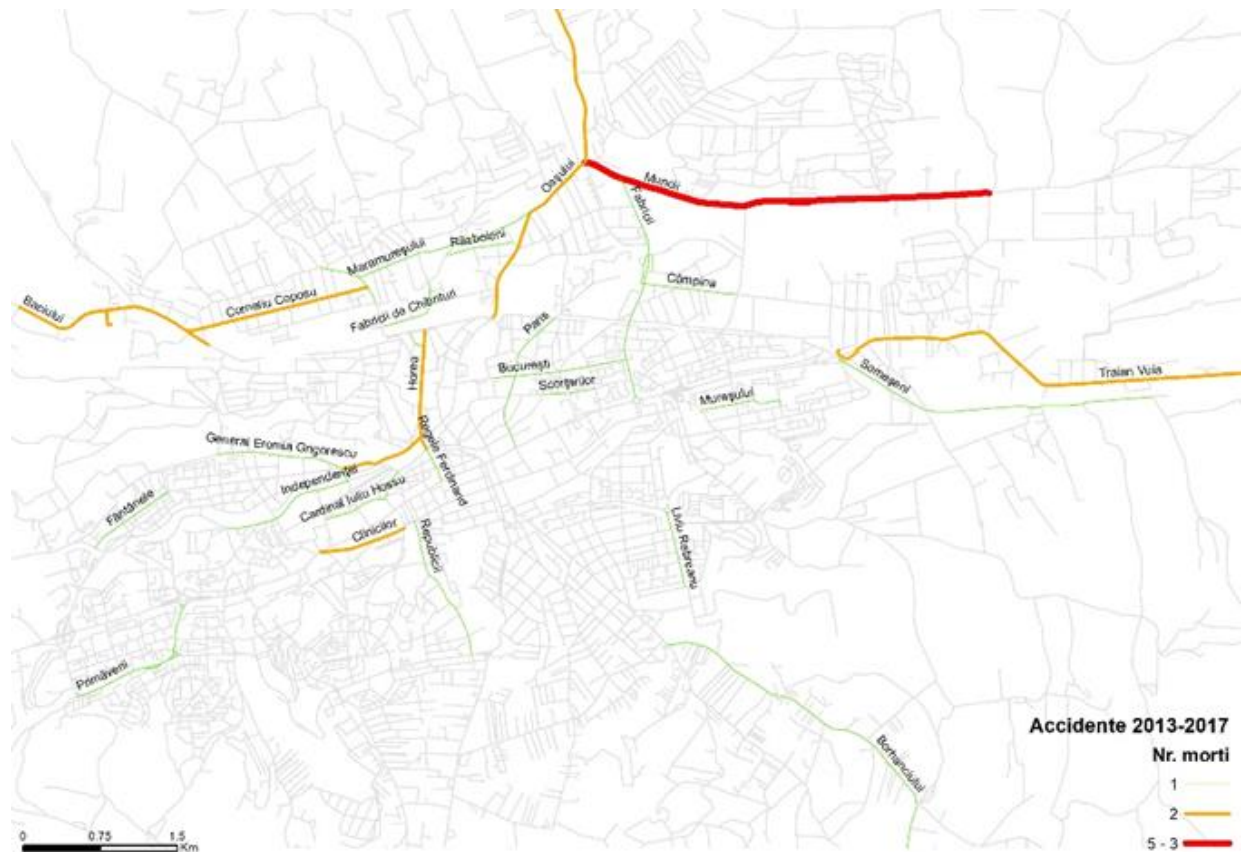 Oașului
Muncii
Fabricii
Maramureșului
Războieni
Câmpina
Baciului
Corneliu Coposu
Fabricii de Chibrituri
Paris
Horea
București
Scorțarilor
Someșeni
Traian Vuia
Mureșului
General Eremia Grigorescu
Regele Ferdinand
Independenței
Cardinal Iuliu Hossu
Fântânele
Clinicilor
Republicii
Liviu Rebreanu
Primăverii
Borhanciului
Accidente 2013-2017
Nr. morti
1
2
5 - 3
0 0.75 1.5
Km